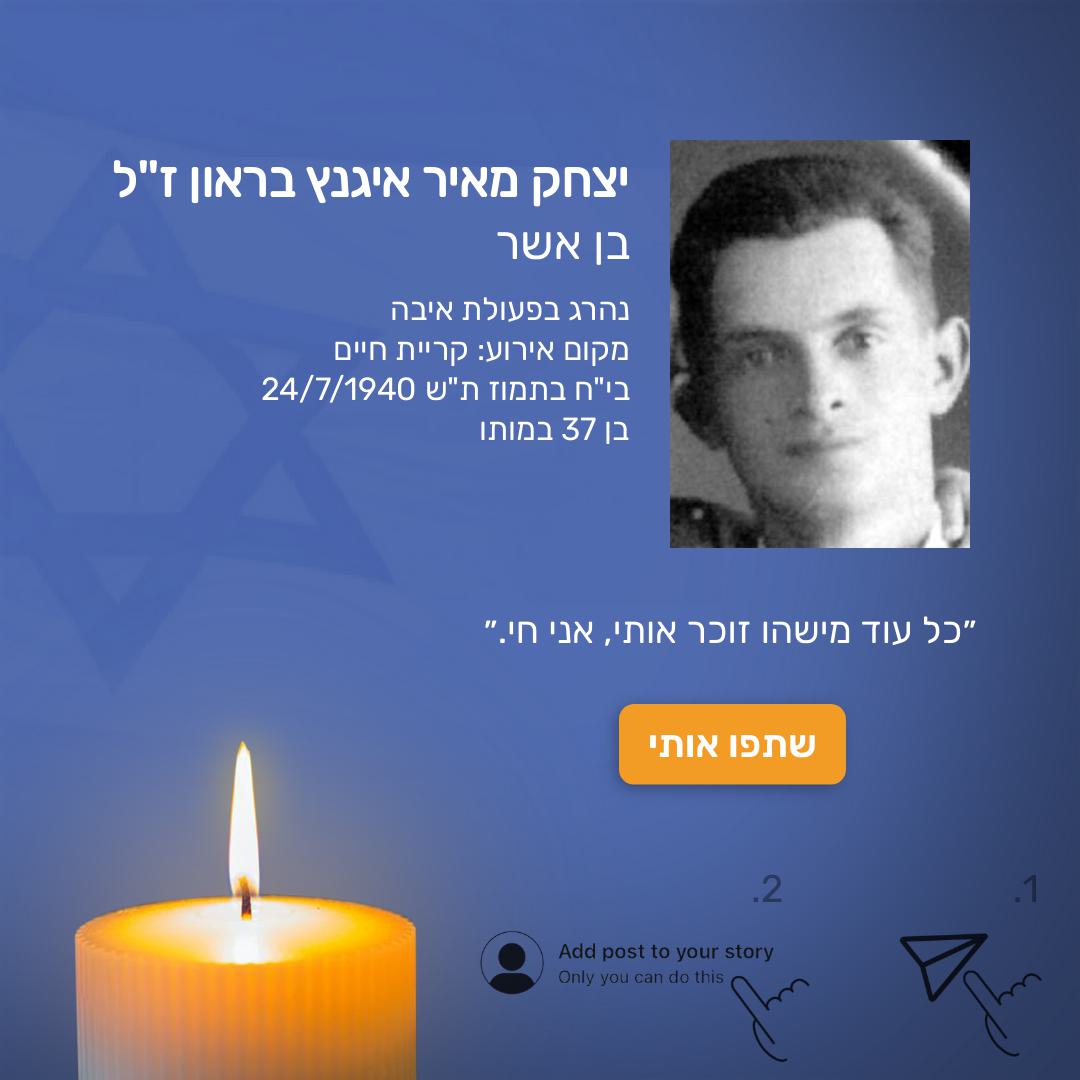 יצחק מאיר איגנץ בראון ז"ל
בן אשר
נהרג בפעולת איבה
מקום אירוע: קריית חיים
בי"ח בתמוז ת"ש 24/7/1940
בן 37 במותו
״כל עוד מישהו זוכר אותי, אני חי.״
שתפו אותי
1.
2.
Add post to your story
Only you can do this